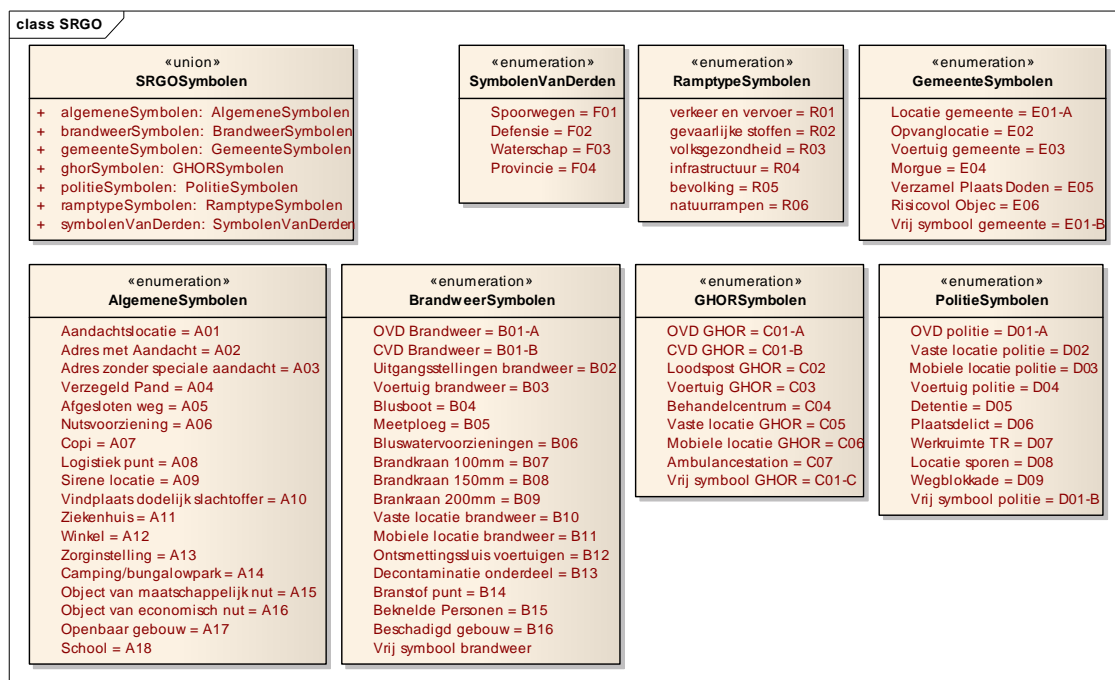 class SRGO
«union»
SRGOSymbolen
+ algemeneSymbolen: AlgemeneSymbolen
+ brandweerSymbolen: BrandweerSymbolen
+ gemeenteSymbolen: GemeenteSymbolen
+ ghorSymbolen: GHORSymbolen
+ politieSymbolen: PolitieSymbolen
+ ramptypeSymbolen: RamptypeSymbolen
+ symbolenVanDerden: SymbolenVanDerden
«enumeration»
SymbolenVanDerden
Spoorwegen = F01
Defensie = F02
Waterschap = F03
Provincie = F04
«enumeration»
RamptypeSymbolen
verkeer en vervoer = R01
gevaarlijke stoffen = R02
volksgezondheid = R03
infrastructuur = R04
bevolking = R05
natuurrampen = R06
«enumeration»
GemeenteSymbolen
Locatie gemeente = E01-A
Opvanglocatie = E02
Voertuig gemeente = E03
Morgue = E04
Verzamel Plaats Doden = E05
Risicovol Objec = E06
Vrij symbool gemeente = E01-B
«enumeration»
AlgemeneSymbolen
Aandachtslocatie = A01
Adres met Aandacht = A02
Adres zonder speciale aandacht = A03
Verzegeld Pand = A04
Afgesloten weg = A05
Nutsvoorziening = A06
Copi = A07
Logistiek punt = A08
Sirene locatie = A09
Vindplaats dodelijk slachtoffer = A10
Ziekenhuis = A11
Winkel = A12
Zorginstelling = A13
Camping/bungalowpark = A14
Object van maatschappelijk nut = A15
Object van economisch nut = A16
Openbaar gebouw = A17
School = A18
«enumeration»
BrandweerSymbolen
OVD Brandweer = B01-A
CVD Brandweer = B01-B
Uitgangsstellingen brandweer = B02
Voertuig brandweer = B03
Blusboot = B04
Meetploeg = B05
Bluswatervoorzieningen = B06
Brandkraan 100mm = B07
Brandkraan 150mm = B08
Brankraan 200mm = B09
Vaste locatie brandweer = B10
Mobiele locatie brandweer = B11
Ontsmettingssluis voertuigen = B12
Decontaminatie onderdeel = B13
Branstof punt = B14
Beknelde Personen = B15
Beschadigd gebouw = B16
Vrij symbool brandweer
«enumeration»
GHORSymbolen
OVD GHOR = C01-A
CVD GHOR = C01-B
Loodspost GHOR = C02
Voertuig GHOR = C03
Behandelcentrum = C04
Vaste locatie GHOR = C05
Mobiele locatie GHOR = C06
Ambulancestation = C07
Vrij symbool GHOR = C01-C
«enumeration»
PolitieSymbolen
OVD politie = D01-A
Vaste locatie politie = D02
Mobiele locatie politie = D03
Voertuig politie = D04
Detentie = D05
Plaatsdelict = D06
Werkruimte TR = D07
Locatie sporen = D08
Wegblokkade = D09
Vrij symbool politie = D01-B